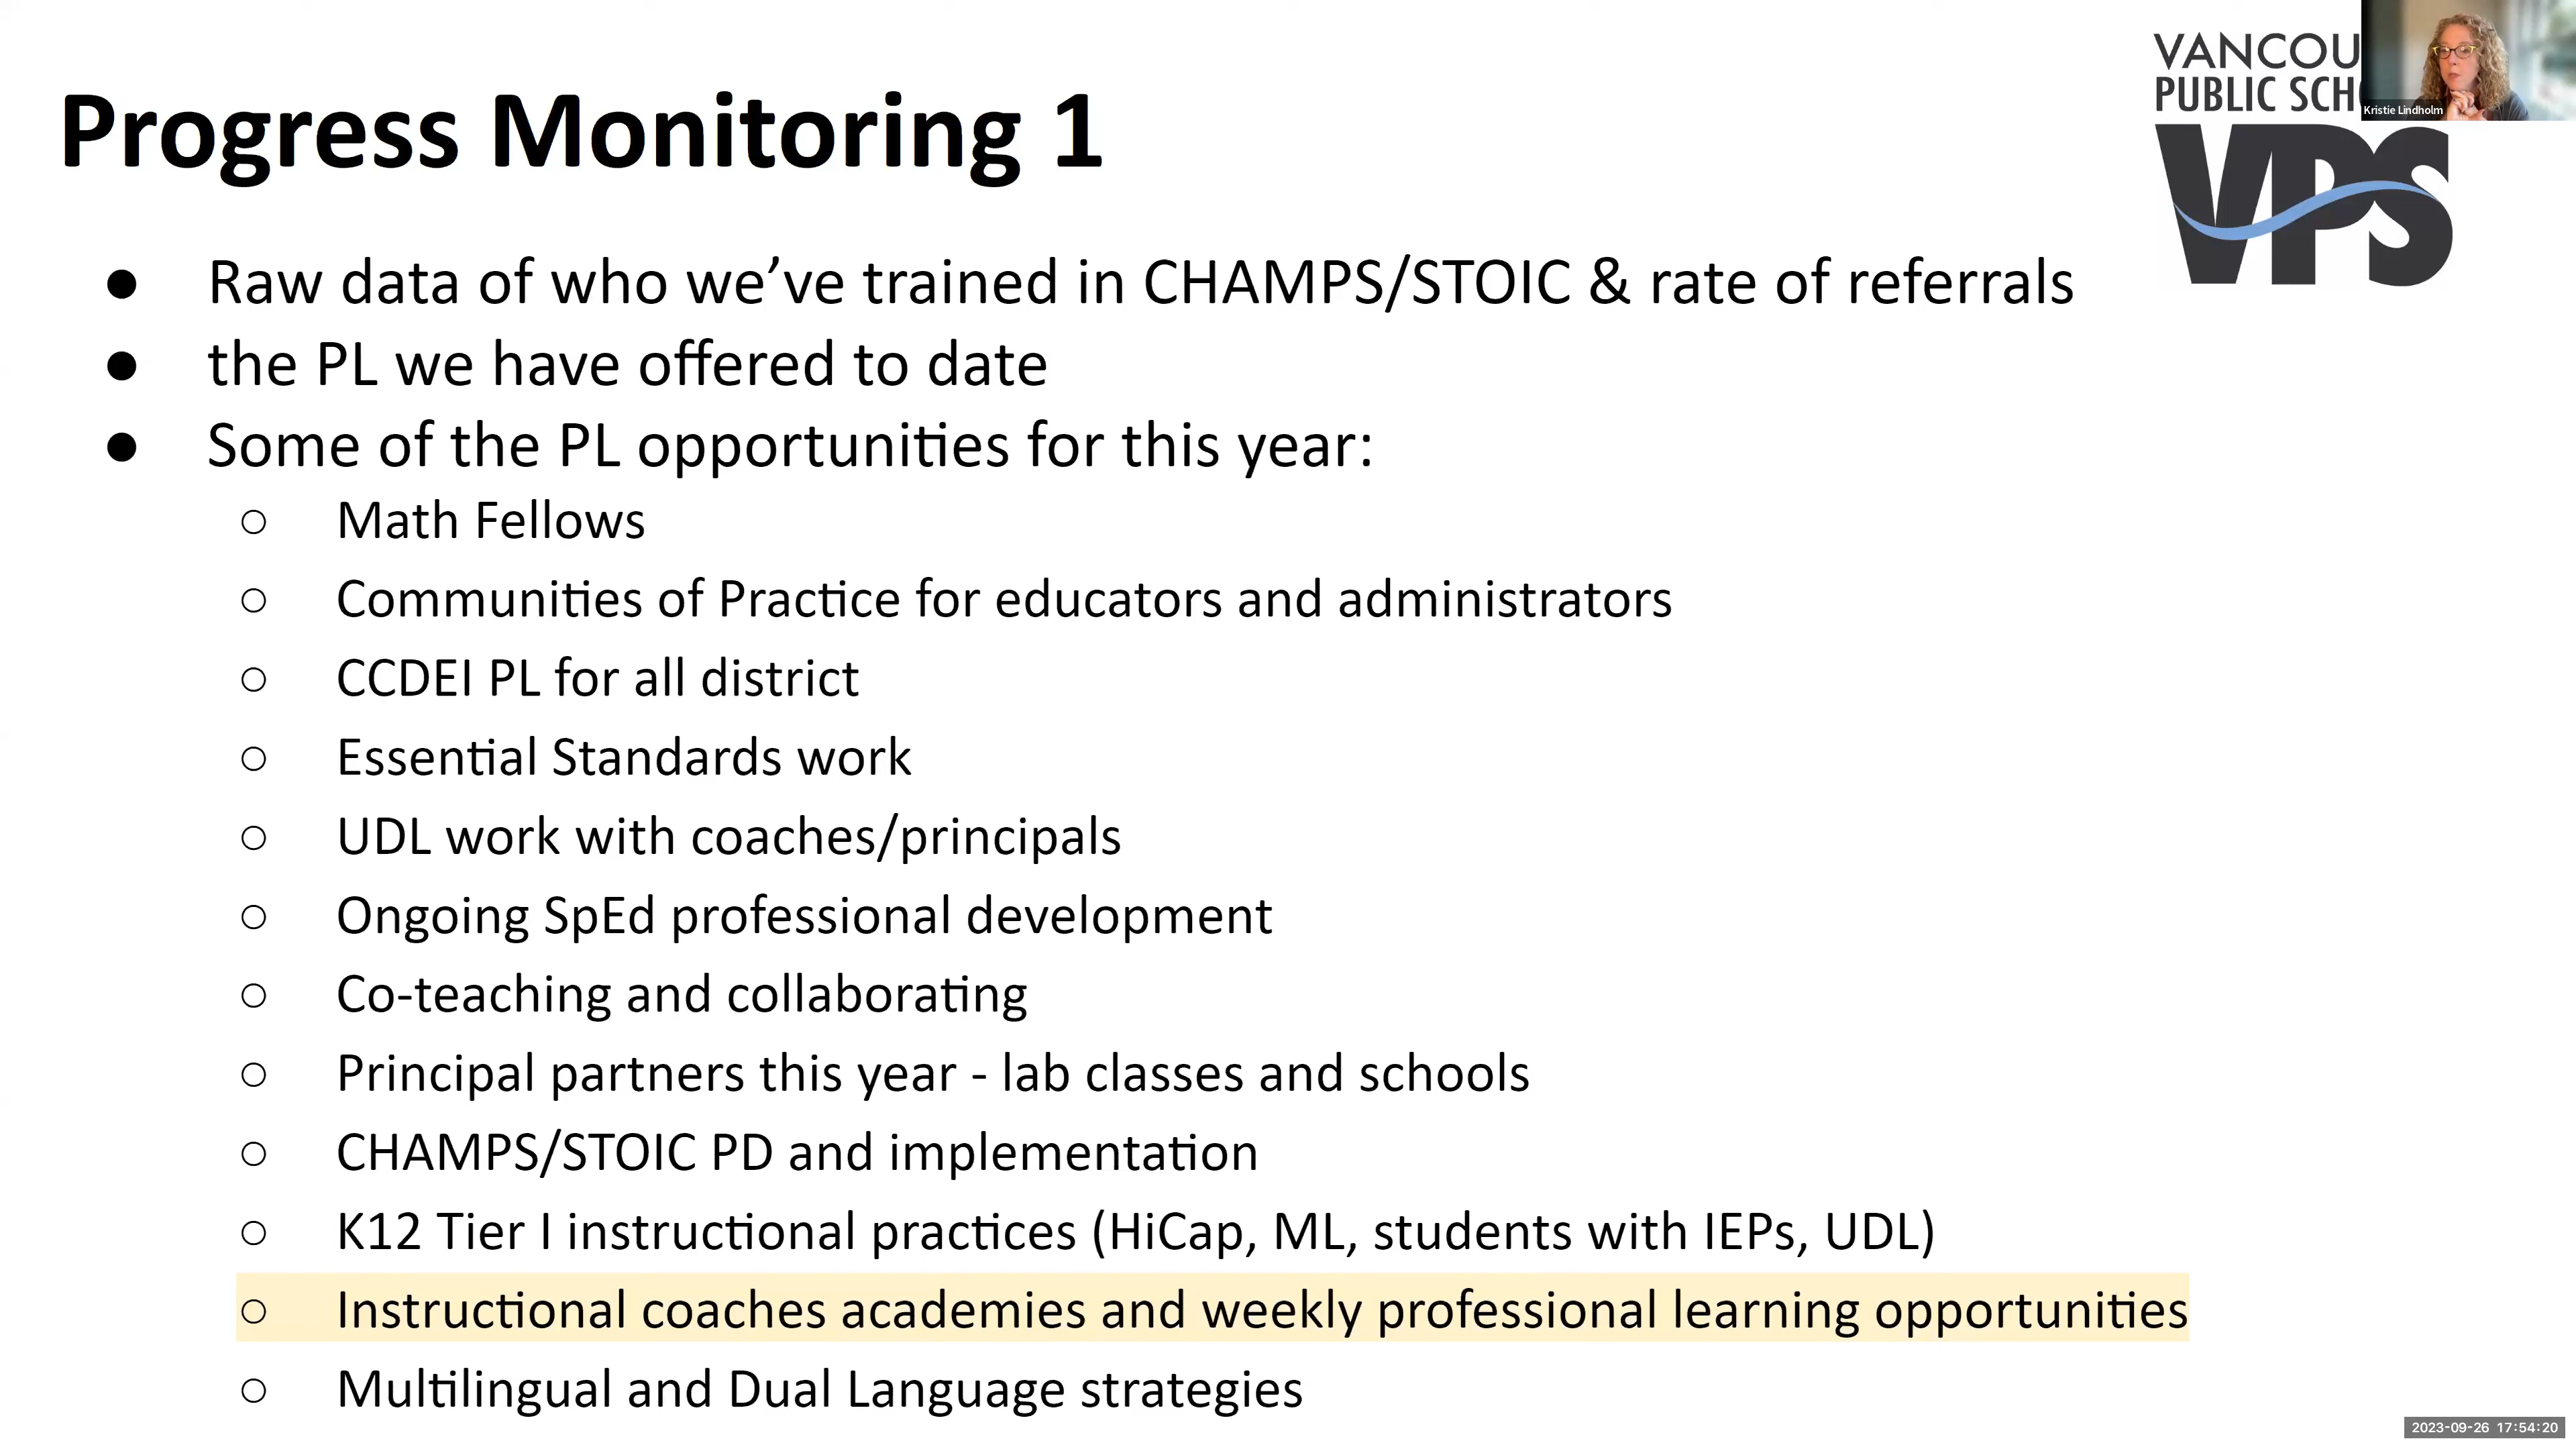 Progress Monitoring 1
VANCOU
PUBLIC SCH
Kristie Lindholm
VPS
● Raw data of who we’ve trained in CHAMPS/STOIC & rate of referrals
● the PL we have offered to date
● Some of the PL opportunities for this year:
○ Math Fellows
○ Communities of Practice for educators and administrators
○ CCDEI PL for all district
○ Essential Standards work
○ UDL work with coaches/principals
○ Ongoing SpEd professional development
○ Co-teaching and collaborating
○ Principal partners this year - lab classes and schools
○ CHAMPS/STOIC PD and implementation
○ K12 Tier I instructional practices (HiCap, ML, students with IEPs, UDL)
○ Instructional coaches academies and weekly professional learning opportunities
○ Multilingual and Dual Language strategies
2023-09-26 17:54:20